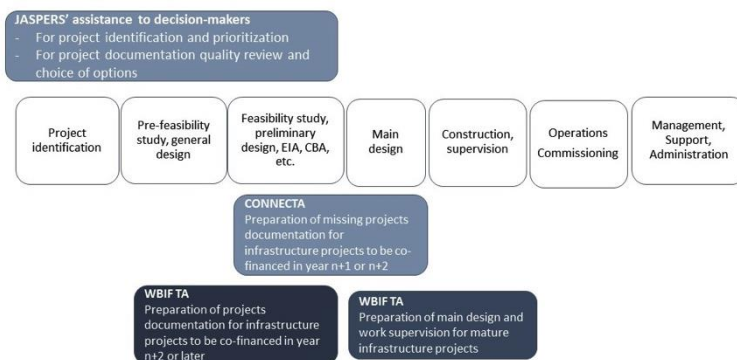 JASPERS' assistance to decision-makers
- For project identification and prioritization
- For project documentation quality review and
choice of options
Project
identification
Pre-feasibility
study, general
design
Feasibility study,
preliminary
design, EIA, CBA,
etc.
Main
design
Construction,
supervision
Operations
Commissioning
Management,
Support,
Administration
CONNECTA
Preparation of missing projects
documentation for
infrastructure projects to be co-
financed in year n+1 or n+2
WBIF TA
Preparation of projects
documentation for infrastructure
projects to be co-financed in year
n+2 or later
WBIF TA
Preparation of main design and
work supervision for mature
infrastructure projects